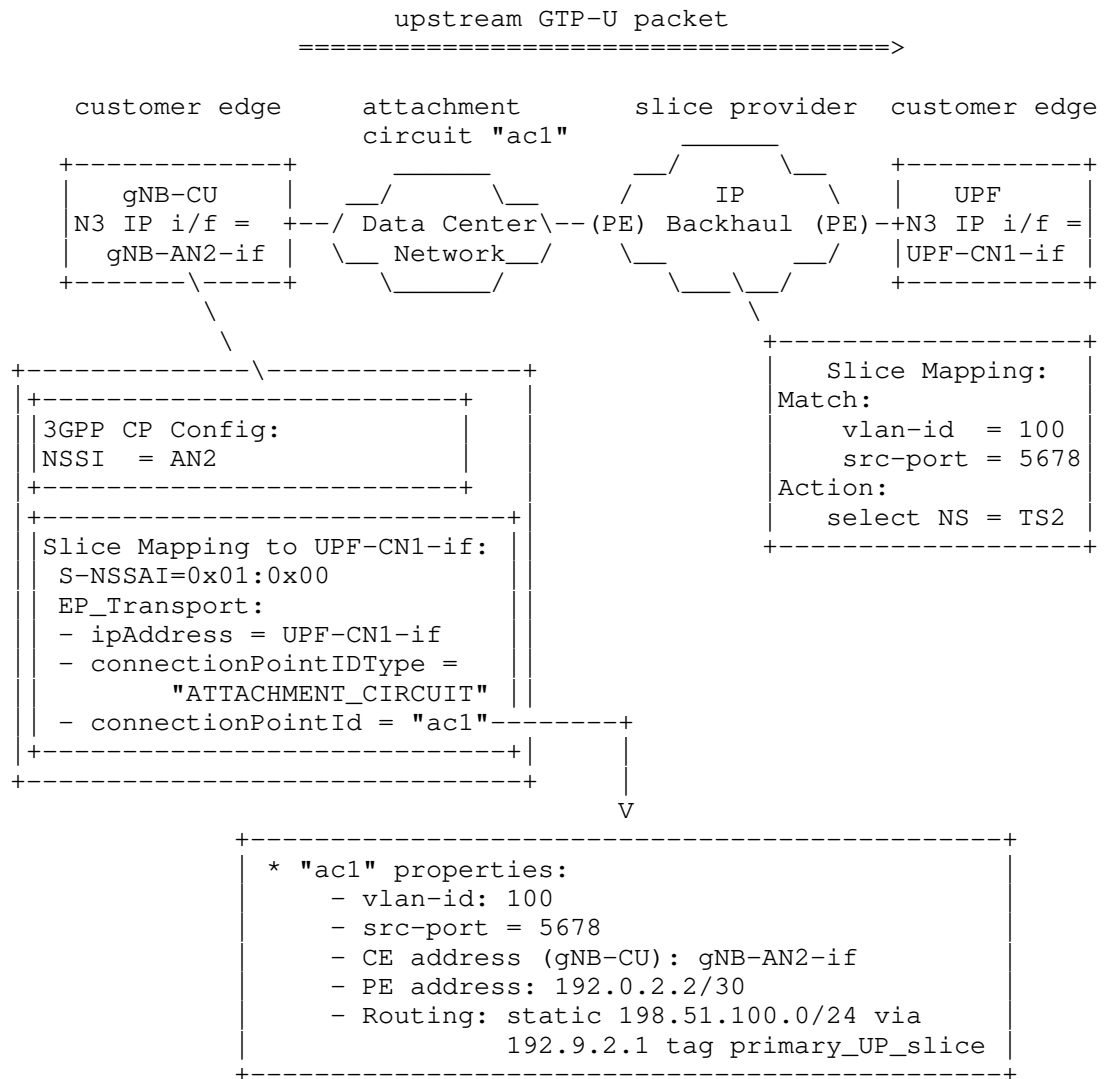 upstream GTP-U packet
=====================================>
customer edge attachment slice provider customer edge
circuit "ac1"
gNB-CU IP UPF
N3 IP i/f = Data Center (PE) Backhaul (PE) N3 IP i/f =
gNB-AN2-if Network UPF-CN1-if
Slice Mapping:
3GPP CP Config: Match:
NSSI = AN2 vlan-id = 100
src-port = 5678
Action:
select NS = TS2
Slice Mapping to UPF-CN1-if:
S-NSSAI=0x01:0x00
EP_Transport:
- ipAddress = UPF-CN1-if
- connectionPointIDType =
"ATTACHMENT_CIRCUIT"
- connectionPointId = "ac1"
V
* "ac1" properties:
- vlan-id: 100
- src-port = 5678
- CE address (gNB-CU): gNB-AN2-if
- PE address: 192.0.2.2/30
- Routing: static 198.51.100.0/24 via
192.9.2.1 tag primary_UP_slice